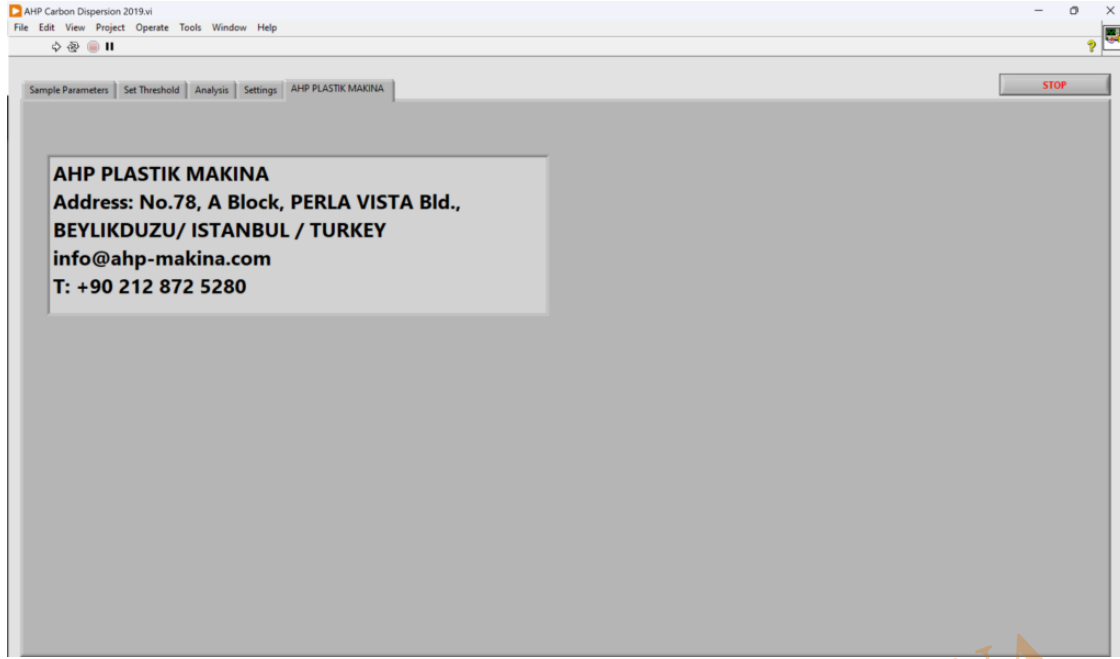 AHP Carbon Dispersion 2019.vi
File Edit View Project Operate Tools Window Help
?
Sample Parameters Set Threshold Analysis Settings AHP PLASTIK MAKINA STOP
AHP PLASTIK MAKINA
Address: No.78, A Block, PERLA VISTA Bld.,
BEYLIKDUZU/ ISTANBUL / TURKEY
info@ahp-makina.com
T: +90 212 872 5280